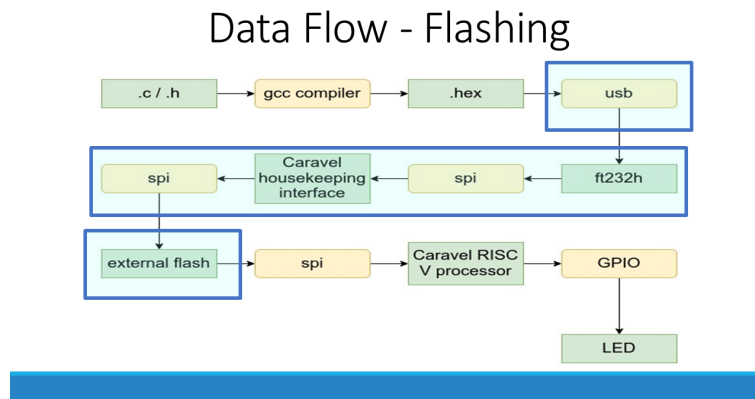 Data Flow - Flashing
.c / .h
gcc compiler
.hex
usb
spi
Caravel
housekeeping
interface
spi
ft232h
external flash
spi
Caravel RISC
V processor
GPIO
LED